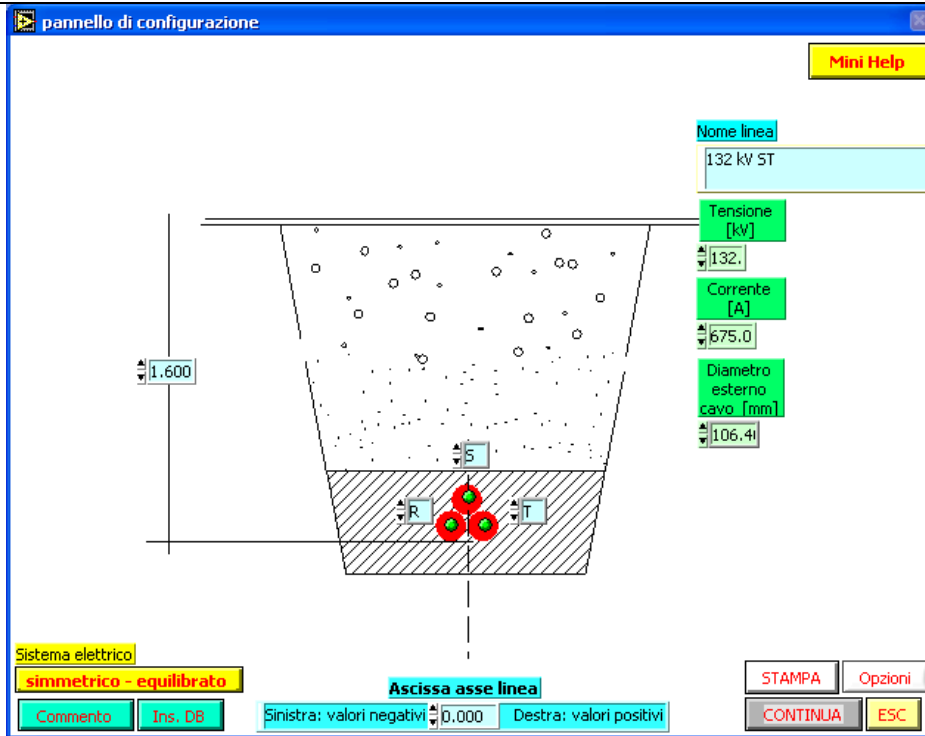 pannello di configurazione
Mini Help
Nome linea
132 kV ST
Tensione
[kV]
132.
Corrente
[A]
675.0
Diametro
esterno
cavo [mm]
106.4
1.600
S
R
T
Sistema elettrico
simmetrico - equilibrato
Commento
Ins. DB
Ascissa asse linea
Sinistra: valori negativi
0.000
Destra: valori positivi
STAMPA
Opzioni
CONTINUA
ESC